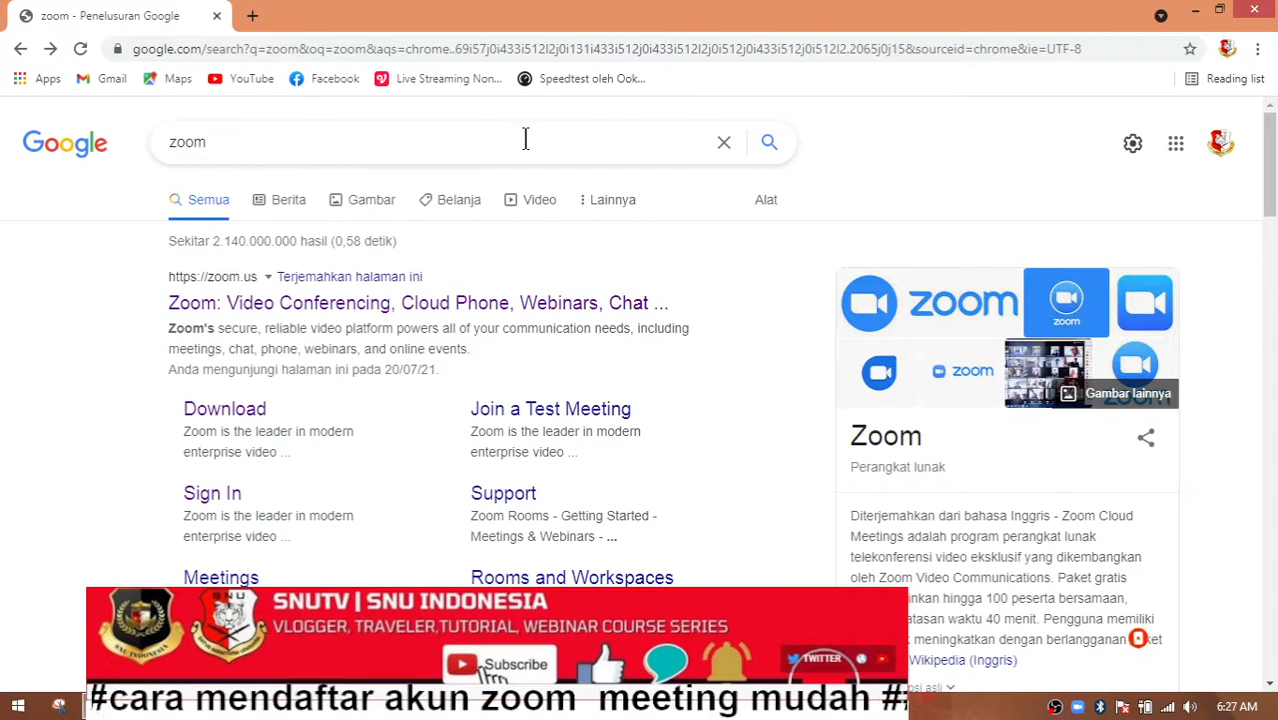 zoom - Penelusuran Google
google.com/search?q=zoom&oq=zoom&aqs=chrome..69i57j0i433i512l2j0i131i433i512j0i433i512l2j0i512j0i512l2.2065j0j15&sourceid=chrome&ie=UTF-8
Apps Gmail Maps YouTube Facebook Live Streaming Non... Speedtest oleh Ook... Reading list
Google zoom
Semua Berita Gambar Belanja Video Lainnya Alat
Sekitar 2.140.000.000 hasil (0,58 detik)
https://zoom.us Terjemahkan halaman ini
Zoom: Video Conferencing, Cloud Phone, Webinars, Chat ...
Zoom's secure, reliable video platform powers all of your communication needs, including
meetings, chat, phone, webinars, and online events.
Anda mengunjungi halaman ini pada 20/07/21.
Download
Zoom is the leader in modern
enterprise video ...
Join a Test Meeting
Zoom is the leader in modern
enterprise video ...
Sign In
Zoom is the leader in modern
enterprise video ...
Support
Zoom Rooms - Getting Started -
Meetings & Webinars - ...
Meetings
Rooms and Workspaces
zoom
zoom
zoom
Gambar lainnya
Zoom
Perangkat lunak
Diterjemahkan dari bahasa Inggris - Zoom Cloud
Meetings adalah program perangkat lunak
telekonferensi video eksklusif yang dikembangkan
oleh Zoom Video Communications. Paket gratis
hingga 100 peserta bersamaan,
waktu 40 menit. Pengguna memiliki
meningkatkan dengan berlangganan
Wikipedia (Inggris)
asli
SNUTV | SNU INDONESIA
VLOGGER, TRAVELER,TUTORIAL, WEBINAR COURSE SERIES
SNU INDONESIA
SNU
Subscribe
TWITTER
#cara mendaftar akun zoom meeting mudah #
6:27 AM